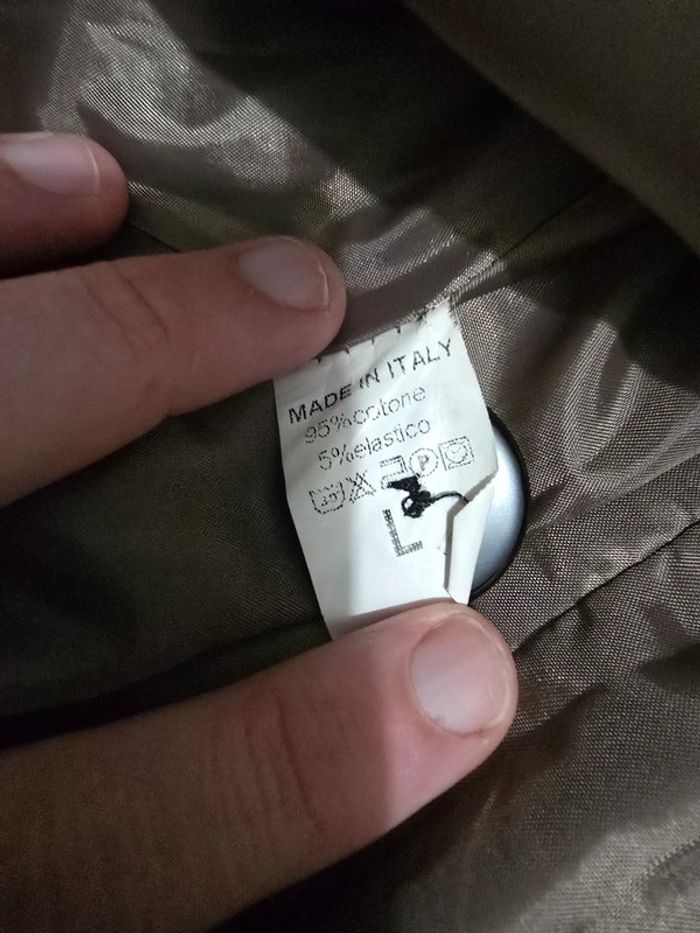 MADE IN ITALY
95%cotone
5%elastico
P
L